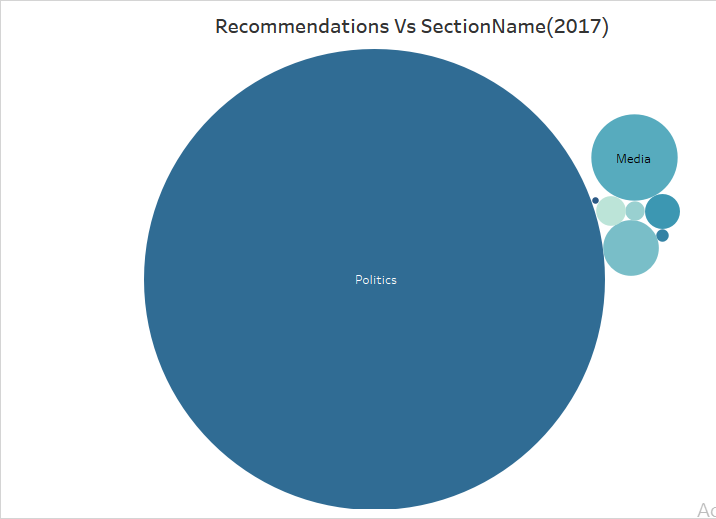 Recommendations Vs SectionName(2017)
Media
Politics